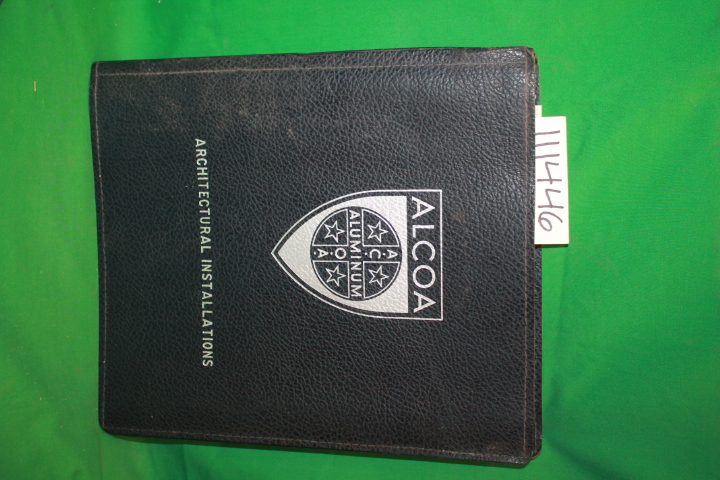 ALCOA
ALUMINUM
A C O A
ARCHITECTURAL INSTALLATIONS
111446